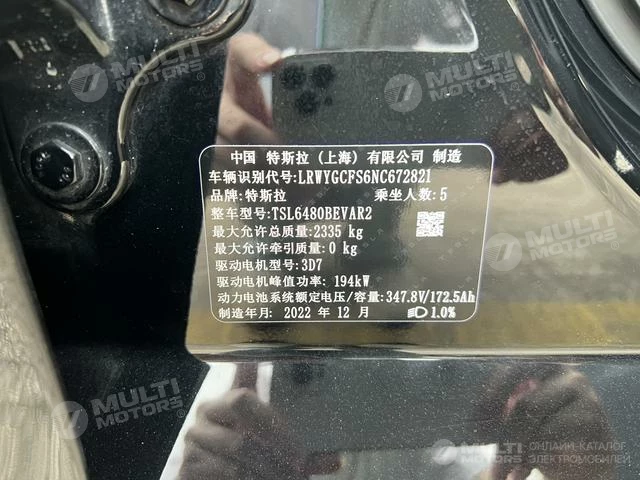 中国 特斯拉（上海）有限公司 制造
车辆识别代号:LRWYGCFS6NC672821
品牌:特斯拉 乘坐人数:5
整车型号:TSL6480BEVAR2
最大允许总质量:2335 kg
最大允许牵引质量:0 kg
驱动电机型号:3D7
驱动电机峰值功率: 194kW
动力电池系统额定电压/容量:347.8V/172.5Ah
制造年月: 2022 年 12 月 1.0%
MULTI MOTORS
MULTI MOTORS
MULTI MOTORS
MULTI MOTORS
ОНЛАЙН-КАТАЛОГ
ЭЛЕКТРОМОБИЛЕЙ